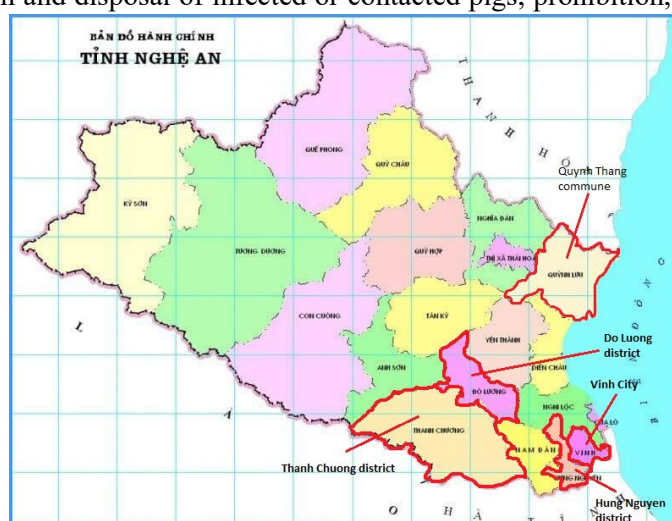 n and disposal of infected or contacted pigs; prohibition,
BẢN ĐỒ HÀNH CHÍNH
TỈNH NGHỆ AN
THANH HÓA
Quynh Thang
commune
QUẾ PHONG
QUỲ CHÂU
KỲ SƠN
NGHĨA ĐÀN
TƯƠNG DƯƠNG
QUỲ HỢP
THỊ XÃ THÁI HOÀ
QUỲNH LƯU
CON CUÔNG
TÂN KỲ
YÊN THÀNH
Do Luong
district
ANH SƠN
DIỄN CHÂU
ĐÔ LƯƠNG
Vinh City
NGHI LỘC
THANH CHƯƠNG
NAM ĐÀN
VINH
Thanh Chuong district
Hung Nguyen
district